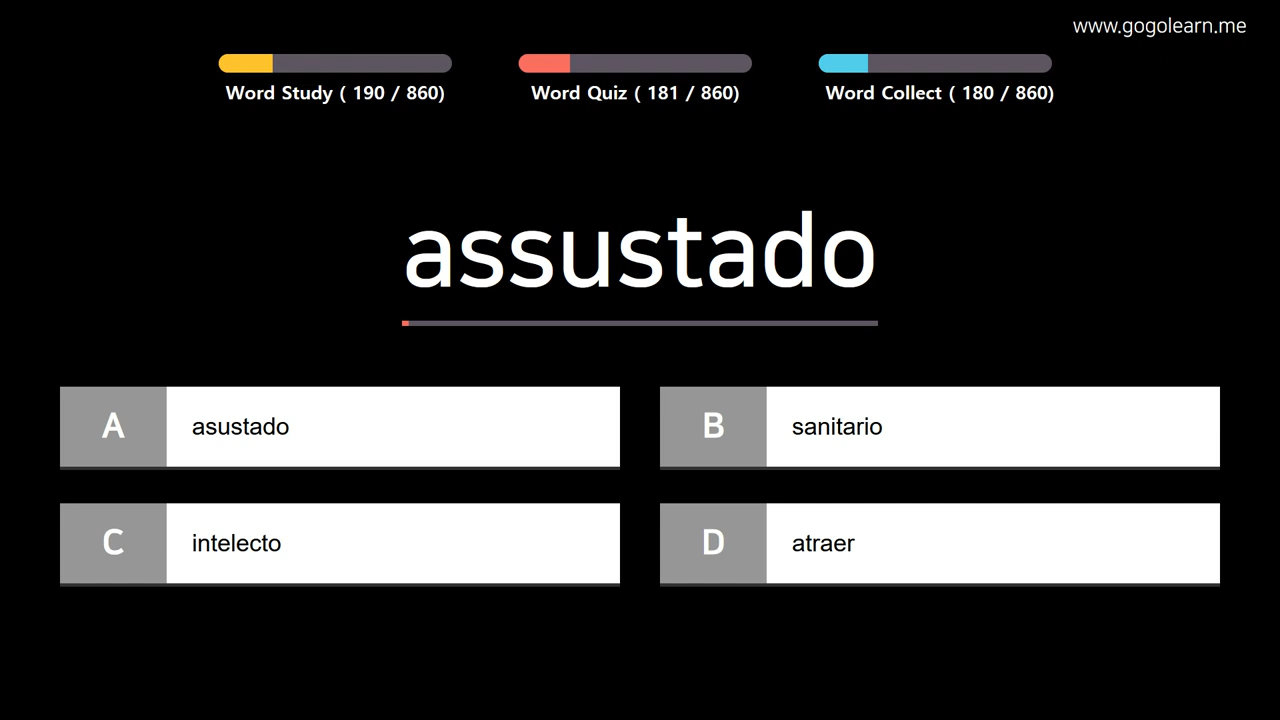 www.gogolearn.me
Word Study ( 190 / 860)
Word Quiz ( 181 / 860)
Word Collect ( 180 / 860)
assustado
A asustado
B sanitario
C intelecto
D atraer